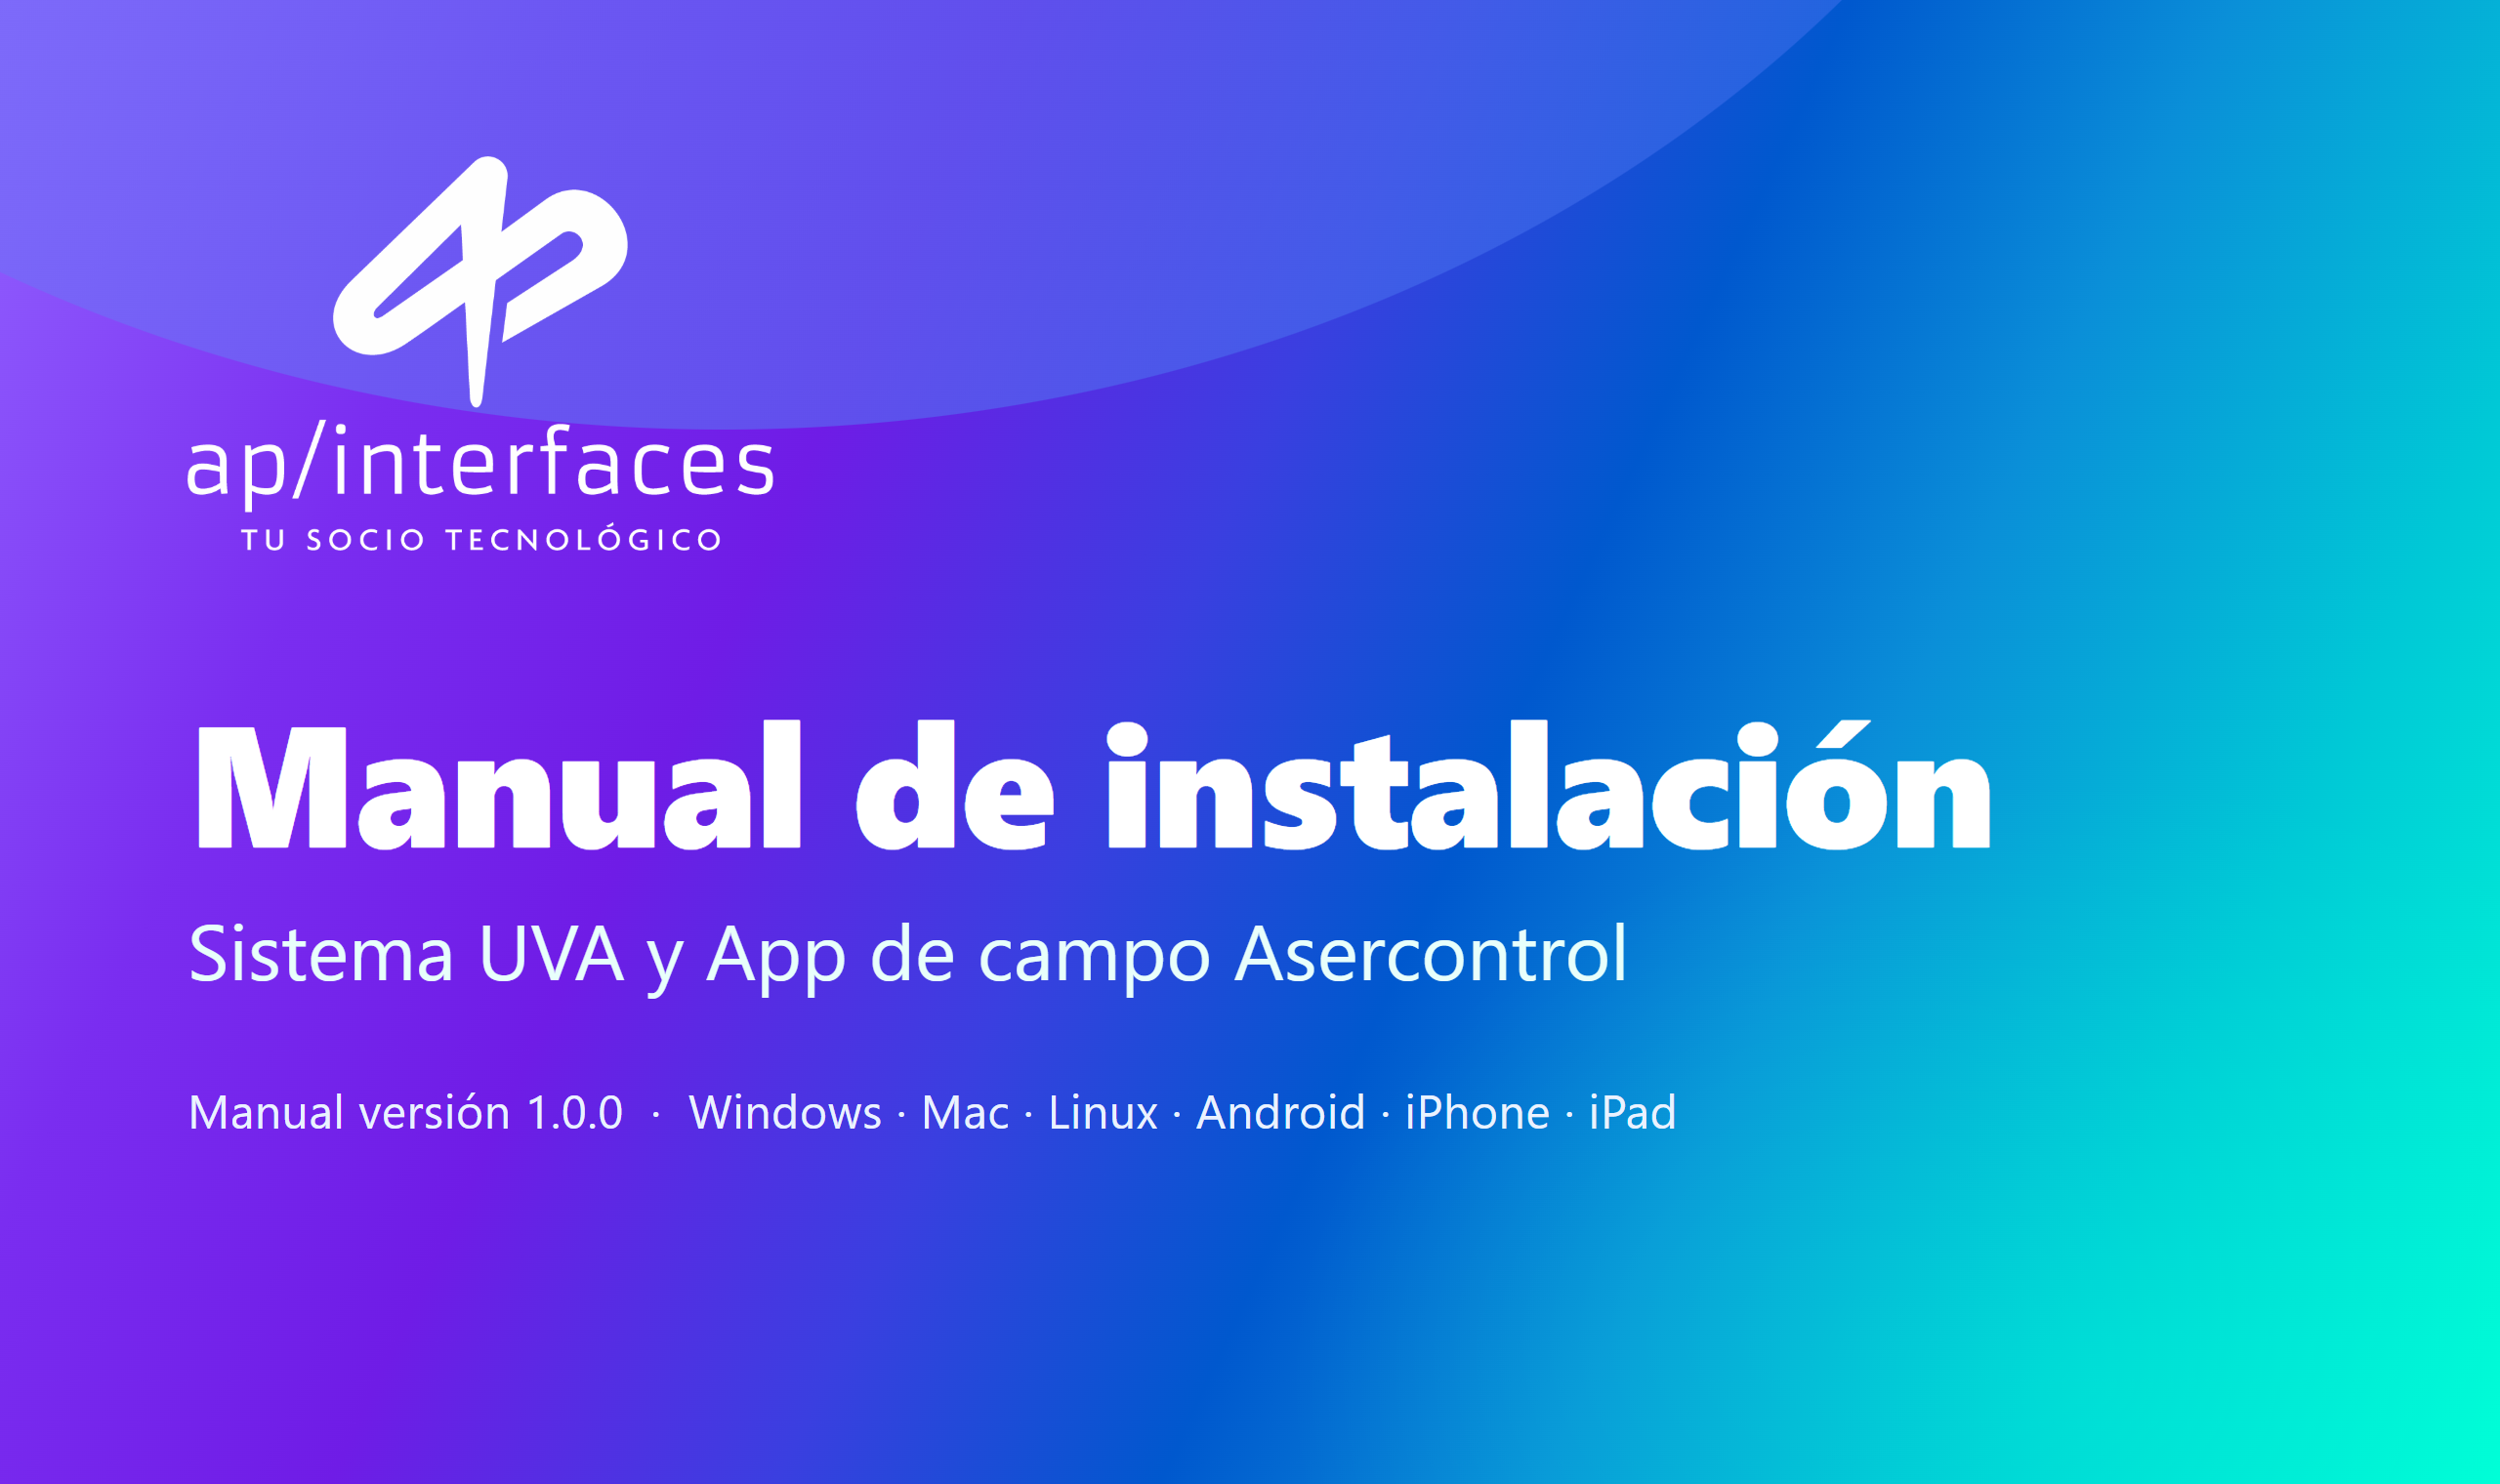 ap/interfaces
TU SOCIO TECNOLÓGICO
Manual de instalación
Sistema UVA y App de campo Asercontrol
Manual versión 1.0.0 · Windows · Mac · Linux · Android · iPhone · iPad